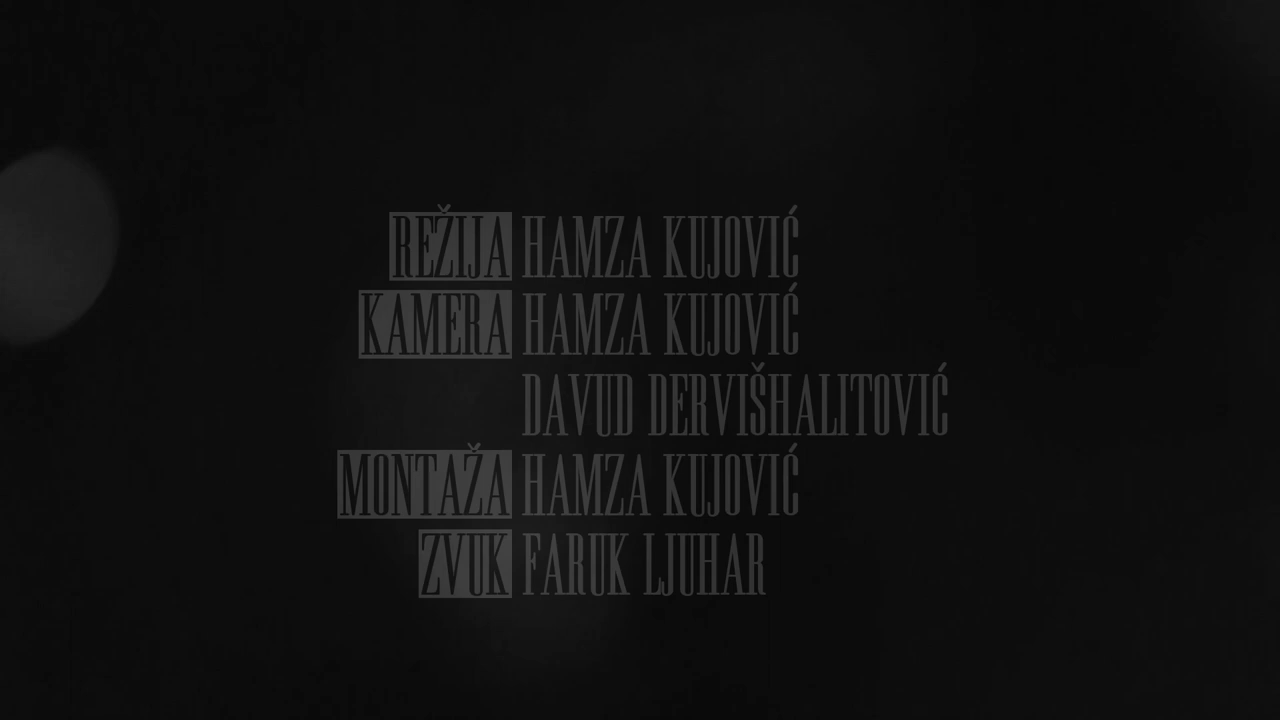 REŽIJA HAMZA KUJOVIĆ
KAMERA HAMZA KUJOVIĆ
DAVUD DERVIŠHALITOVIĆ
MONTAŽA HAMZA KUJOVIĆ
ZVUK FARUK LJUHAR